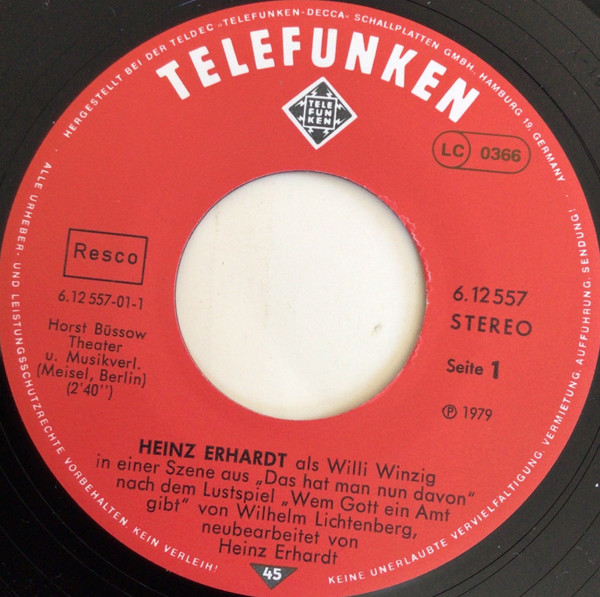 HERGESTELLT BEI DER TELDEC „TELEFUNKEN-DECCA" SCHALLPLATTEN GMBH., HAMBURG 19, GERMANY
TELEFUNKEN
TELE
FUN
KEN
LC 0366
Resco
6.12 557-01-1
Horst Büssow
Theater
u. Musikverl.
(Meisel, Berlin)
(2'40'')
6.12557
STEREO
Seite 1
℗ 1979
HEINZ ERHARDT als Willi Winzig
in einer Szene aus „Das hat man nun davon"
nach dem Lustspiel „Wem Gott ein Amt
gibt" von Wilhelm Lichtenberg,
neubearbeitet von
Heinz Erhardt
45
ALLE URHEBER- UND LEISTUNGSSCHUTZRECHTE VORBEHALTEN. KEIN VERLEIH! KEINE UNERLAUBTE VERVIELFÄLTIGUNG, VERMIETUNG, AUFFÜHRUNG, SENDUNG!